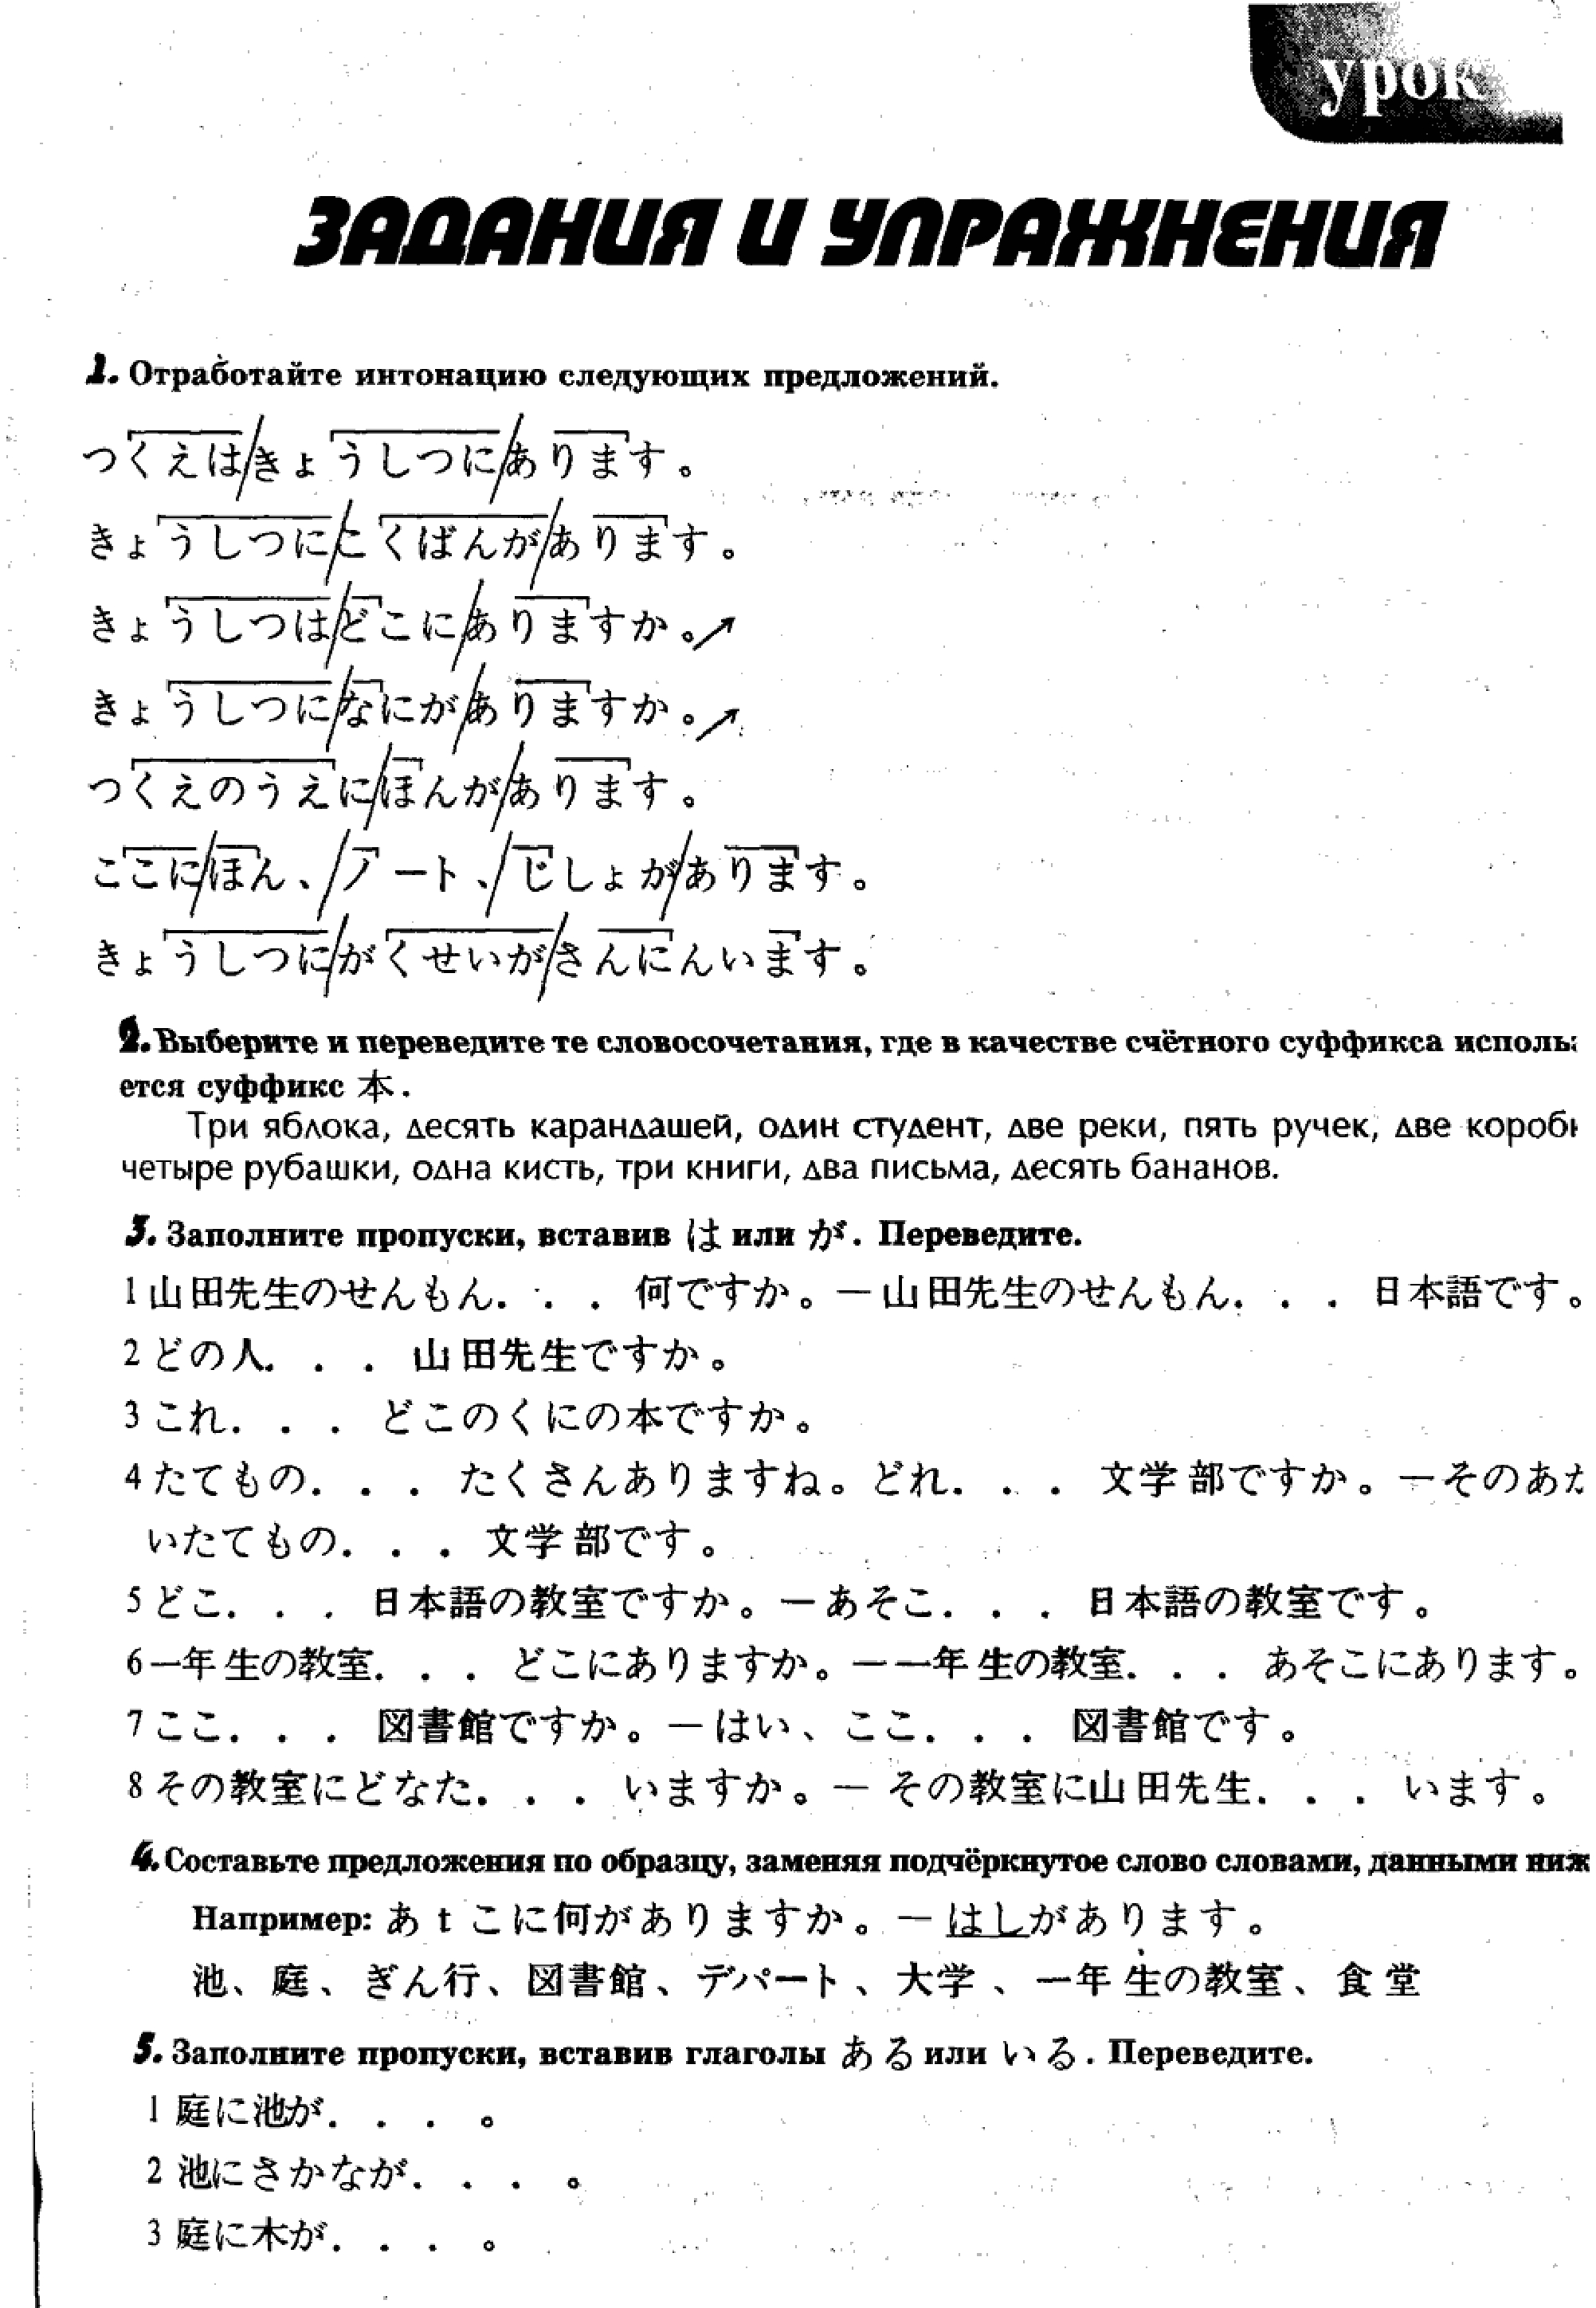 урок
ЗАДАНИЯ И УПРАЖНЕНИЯ
1. Отработайте интонацию следующих предложений.
つくえは/きょうしつに/あります。
きょうしつに/こくばんが/あります。
きょうしつは/どこに/ありますか。↗
きょうしつに/なにが/ありますか。↗
つくえのうえに/ほんが/あります。
ここに/ほん、/ノート、/じしょが/あります。
きょうしつに/がくせいが/さんにんいます。
2. Выберите и переведите те словосочетания, где в качестве счётного суффикса
ется суффикс 本.
Три яблока, десять карандашей, один студент, две реки, пять ручек, две
четыре рубашки, одна кисть, три книги, два письма, десять бананов.
3. Заполните пропуски, вставив は или が. Переведите.
1 山田先生のせんもん. . . 何ですか。ー山田先生のせんもん. . . 日本語です。
2 どの人. . . 山田先生ですか。
3 これ. . . どこのくにの本ですか。
4 たてもの. . . たくさんありますね。どれ. . . 文学部ですか。ーそのあた
いたてもの. . . 文学部です。
5 どこ. . . 日本語の教室ですか。ーあそこ. . . 日本語の教室です。
6 一年生の教室. . . どこにありますか。ー一年生の教室. . . あそこにあります。
7 ここ. . . 図書館ですか。ーはい、ここ. . . 図書館です。
8 その教室にどなた. . . いますか。ー その教室に山田先生. . . います。
4. Составьте предложения по образцу, заменяя подчёркнутое слово словами, данными ниж
Например: あtこに何がありますか。ーはしがあります。
池、庭、ぎん行、図書館、デパート、大学、一年生の教室、食堂
5. Заполните пропуски, вставив глаголы ある или いる. Переведите.
1 庭に池が. . . 。
2 池にさかなが. . . 。
3 庭に木が. . . 。